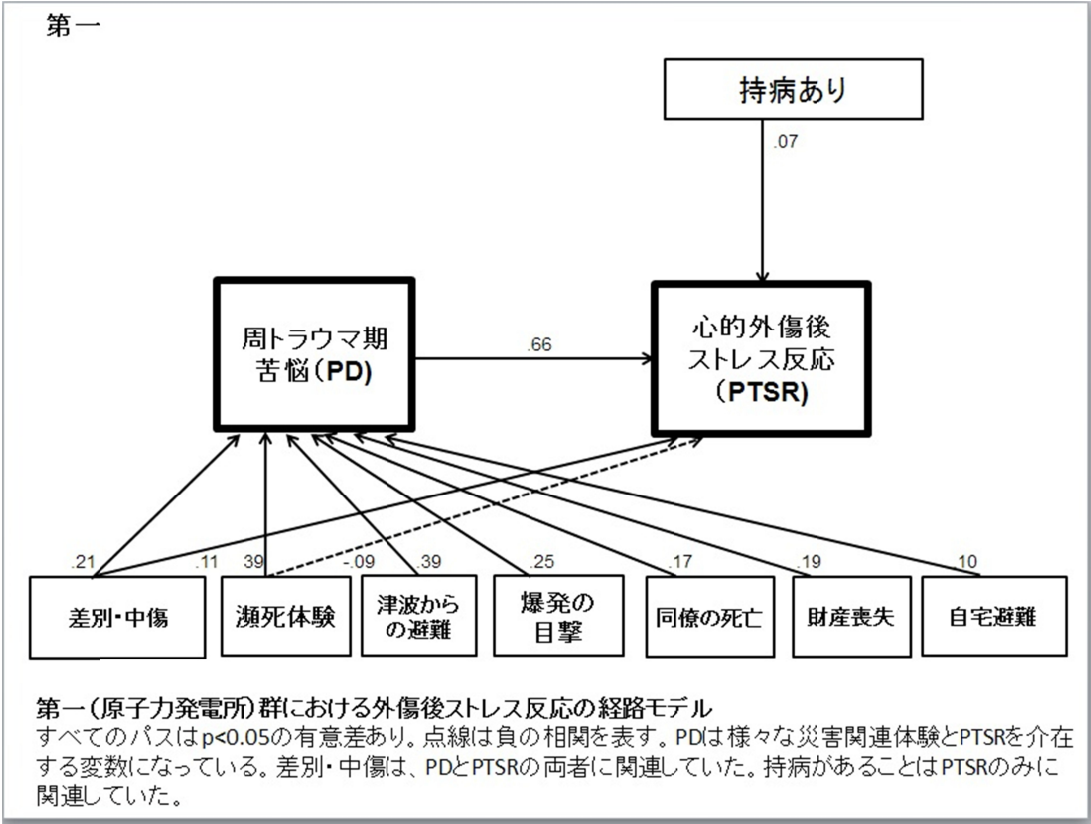 第一
持病あり
.07
周トラウマ期
苦悩(PD)
.66
心的外傷後
ストレス反応
(PTSR)
.21
.11
39
-.09
.39
.25
.17
.19
10
差別・中傷
瀕死体験
津波から
の避難
爆発の
目撃
同僚の死亡
財産喪失
自宅避難
第一(原子力発電所)群における外傷後ストレス反応の経路モデル
すべてのパスはp<0.05の有意差あり。点線は負の相関を表す。PDは様々な災害関連体験とPTSRを介在
する変数になっている。差別・中傷は、PDとPTSRの両者に関連していた。持病があることはPTSRのみに
関連していた。